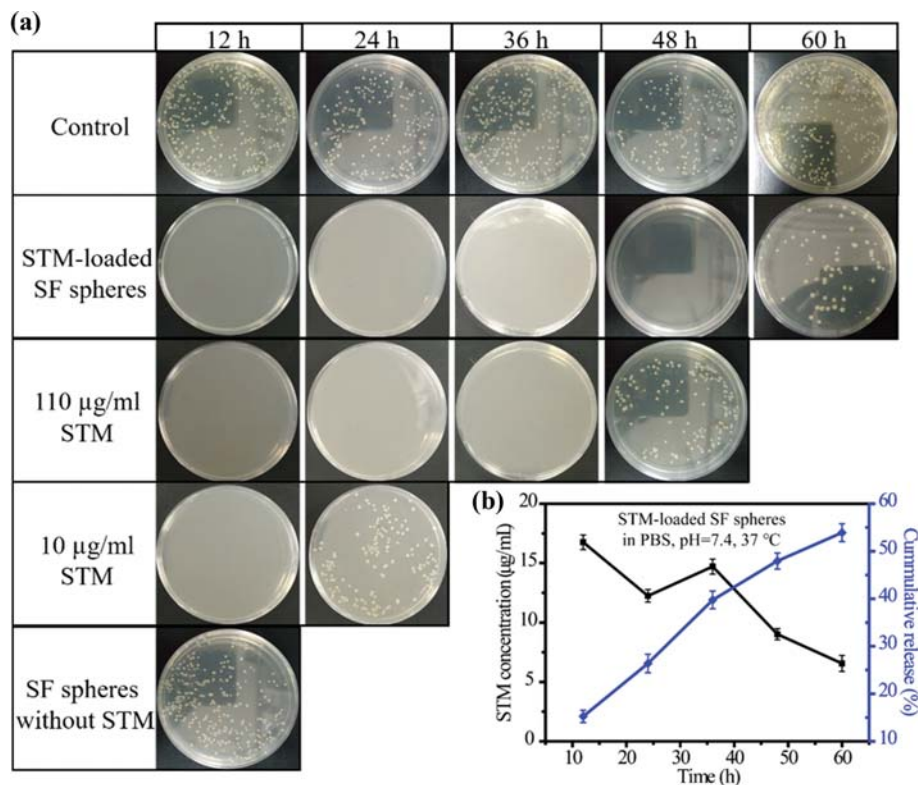 (a)
12 h 24 h 36 h 48 h 60 h
Control
STM-loaded
SF spheres
110 μg/ml
STM
10 μg/ml
STM
SF spheres
without STM
(b)
STM-loaded SF spheres
in PBS, pH=7.4, 37 °C
STM concentration (μg/ml)
20
15
10
5
0
Cummulative release (%)
60
50
40
30
20
10
10 20 30 40 50 60
Time (h)